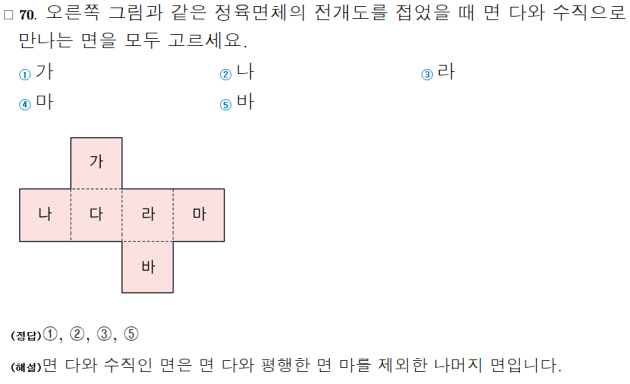 □ 70. 오른쪽 그림과 같은 정육면체의 전개도를 접었을 때 면 다와 수직으로
만나는 면을 모두 고르세요.
① 가 ② 나 ③ 라
④ 마 ⑤ 바
가
나 다 라 마
바
(정답)①, ②, ③, ⑤
(해설)면 다와 수직인 면은 면 다와 평행한 면 마를 제외한 나머지 면입니다.